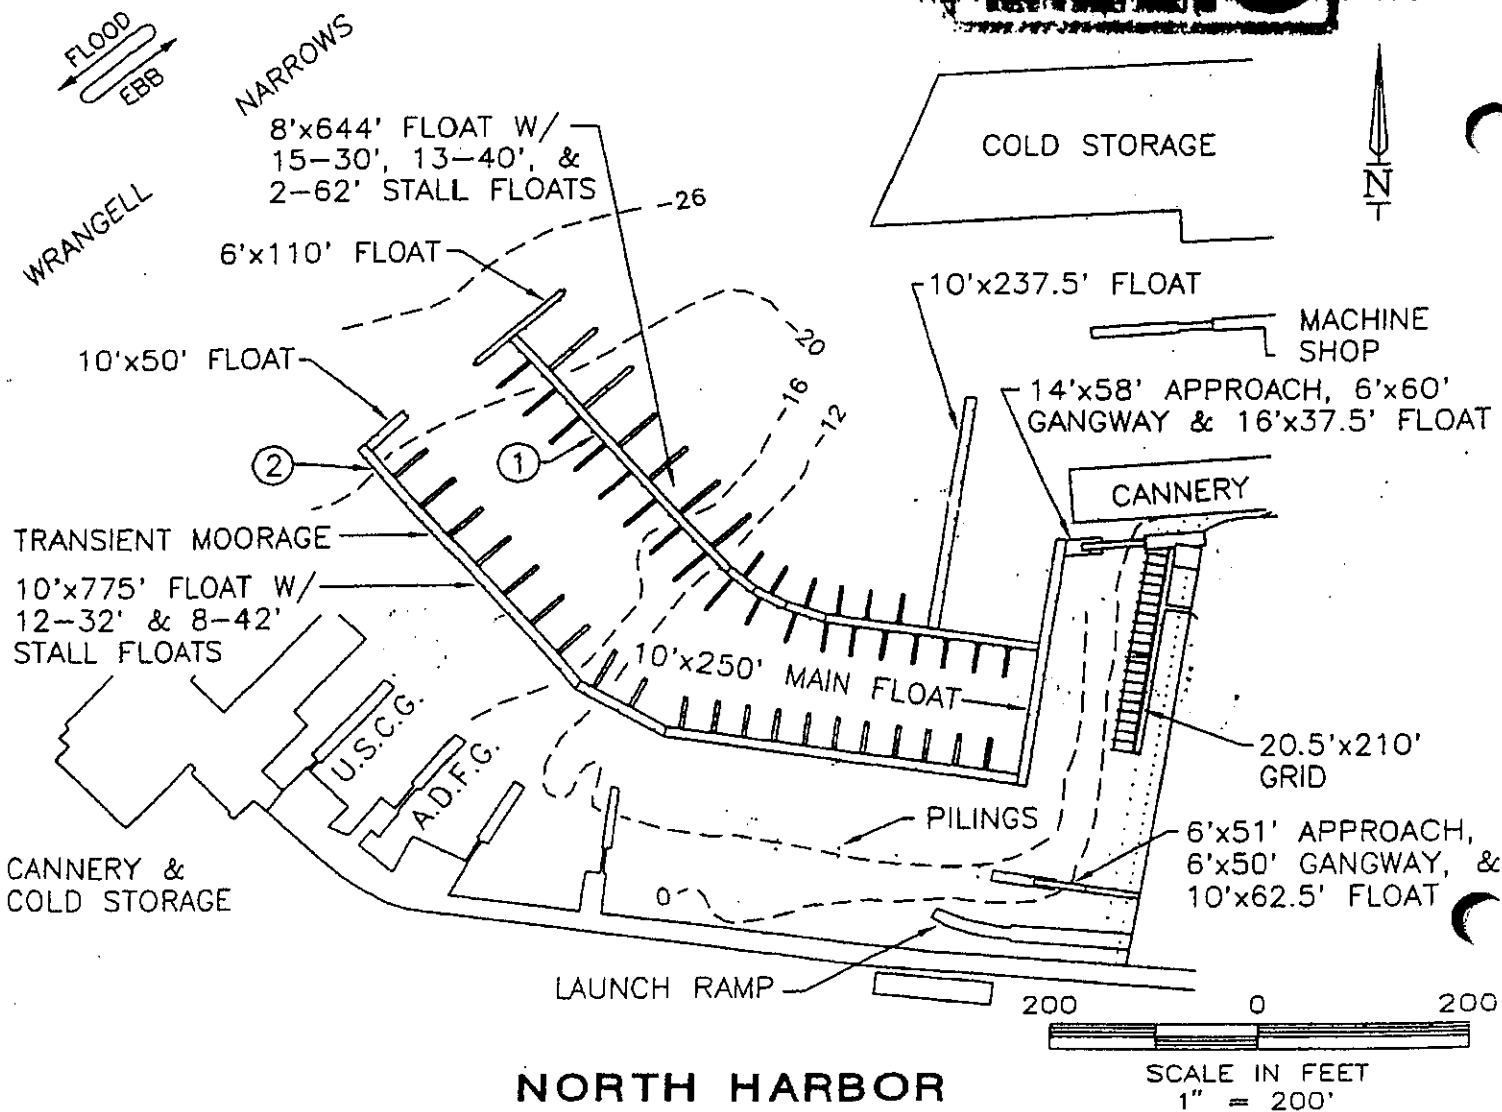 FLOOD
EBB
NARROWS
WRANGELL
8'x644' FLOAT W/
15-30', 13-40', &
2-62' STALL FLOATS
-26
6'x110' FLOAT
10'x50' FLOAT
COLD STORAGE
N
10'x237.5' FLOAT
MACHINE
SHOP
-20
-16
-12
14'x58' APPROACH, 6'x60'
GANGWAY & 16'x37.5' FLOAT
2
1
CANNERY
TRANSIENT MOORAGE
10'x775' FLOAT W/
12-32' & 8-42'
STALL FLOATS
10'x250' MAIN FLOAT
U.S.C.G.
A.D.F.G.
20.5'x210'
GRID
PILINGS
6'x51' APPROACH,
6'x50' GANGWAY, &
10'x62.5' FLOAT
CANNERY &
COLD STORAGE
0
LAUNCH RAMP
200 0 200
SCALE IN FEET
1" = 200'
NORTH HARBOR